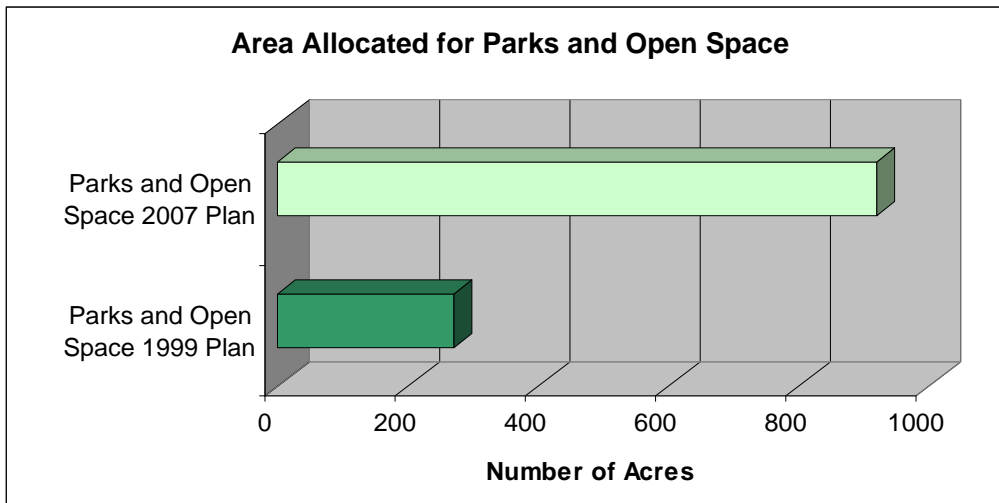 Area Allocated for Parks and Open Space
Parks and Open
Space 2007 Plan
Parks and Open
Space 1999 Plan
0 200 400 600 800 1000
Number of Acres